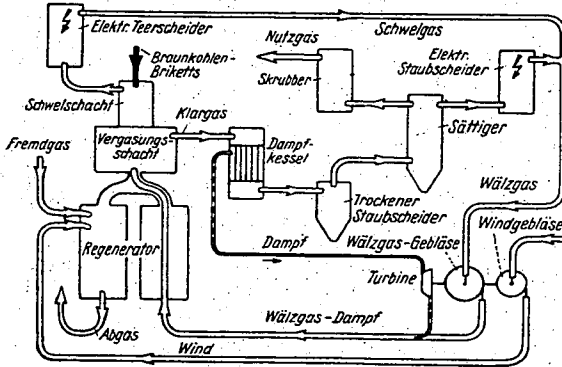 Elektr. Teerscheider
Schwelgas
Nutzgas
Elektr.
Staubscheider
Braunkohlen-
Briketts
Skrubber
Schwelschacht
Klargas
Sättiger
Vergasungs-
schacht
Dampf-
kessel
Fremdgas
Trockener
Staubscheider
Wälzgas
Regenerator
Dampf
Wälzgas-Gebläse
Windgebläse
Turbine
Wälzgas-Dampf
Abgas
Wind